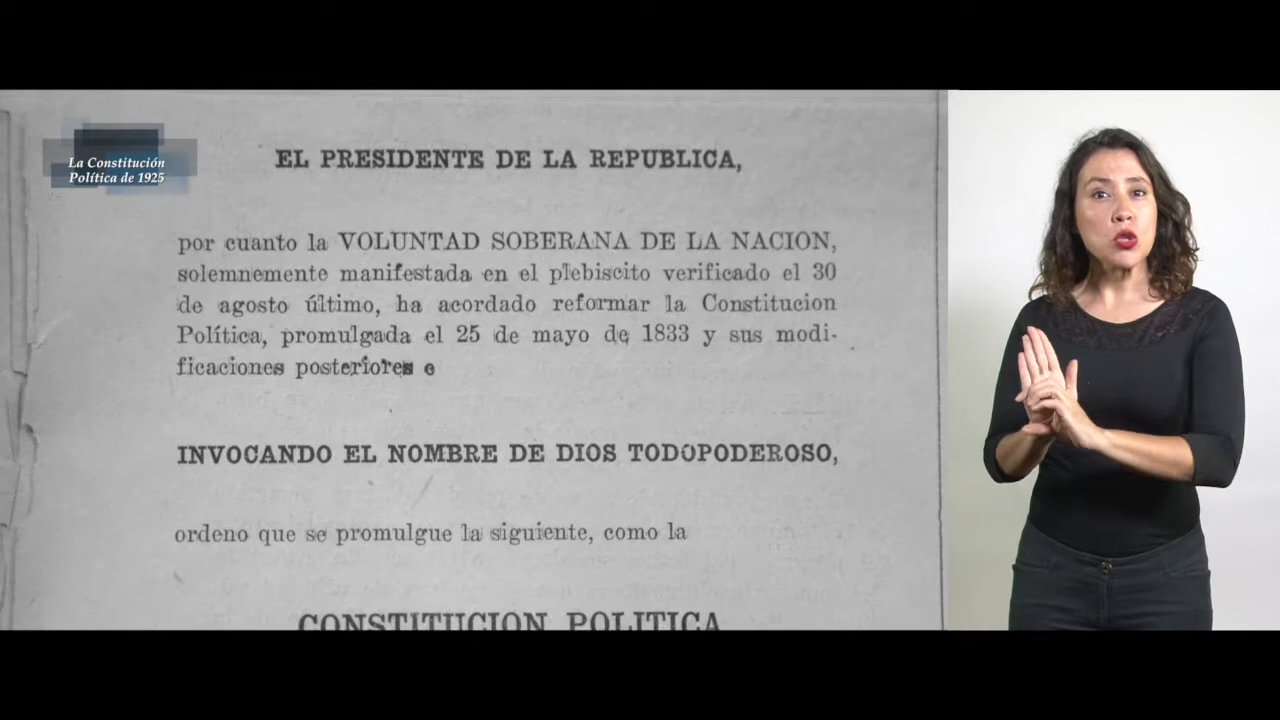 La Constitución
Política de 1925
EL PRESIDENTE DE LA REPUBLICA,
por cuanto la VOLUNTAD SOBERANA DE LA NACION,
solemnemente manifestada en el plebiscito verificado el 30
de agosto último, ha acordado reformar la Constitucion
Política, promulgada el 25 de mayo de 1833 y sus modi-
ficaciones posteriores e
INVOCANDO EL NOMBRE DE DIOS TODOPODEROSO,
ordeno que se promulgue la siguiente, como la
CONSTITUCION POLITICA